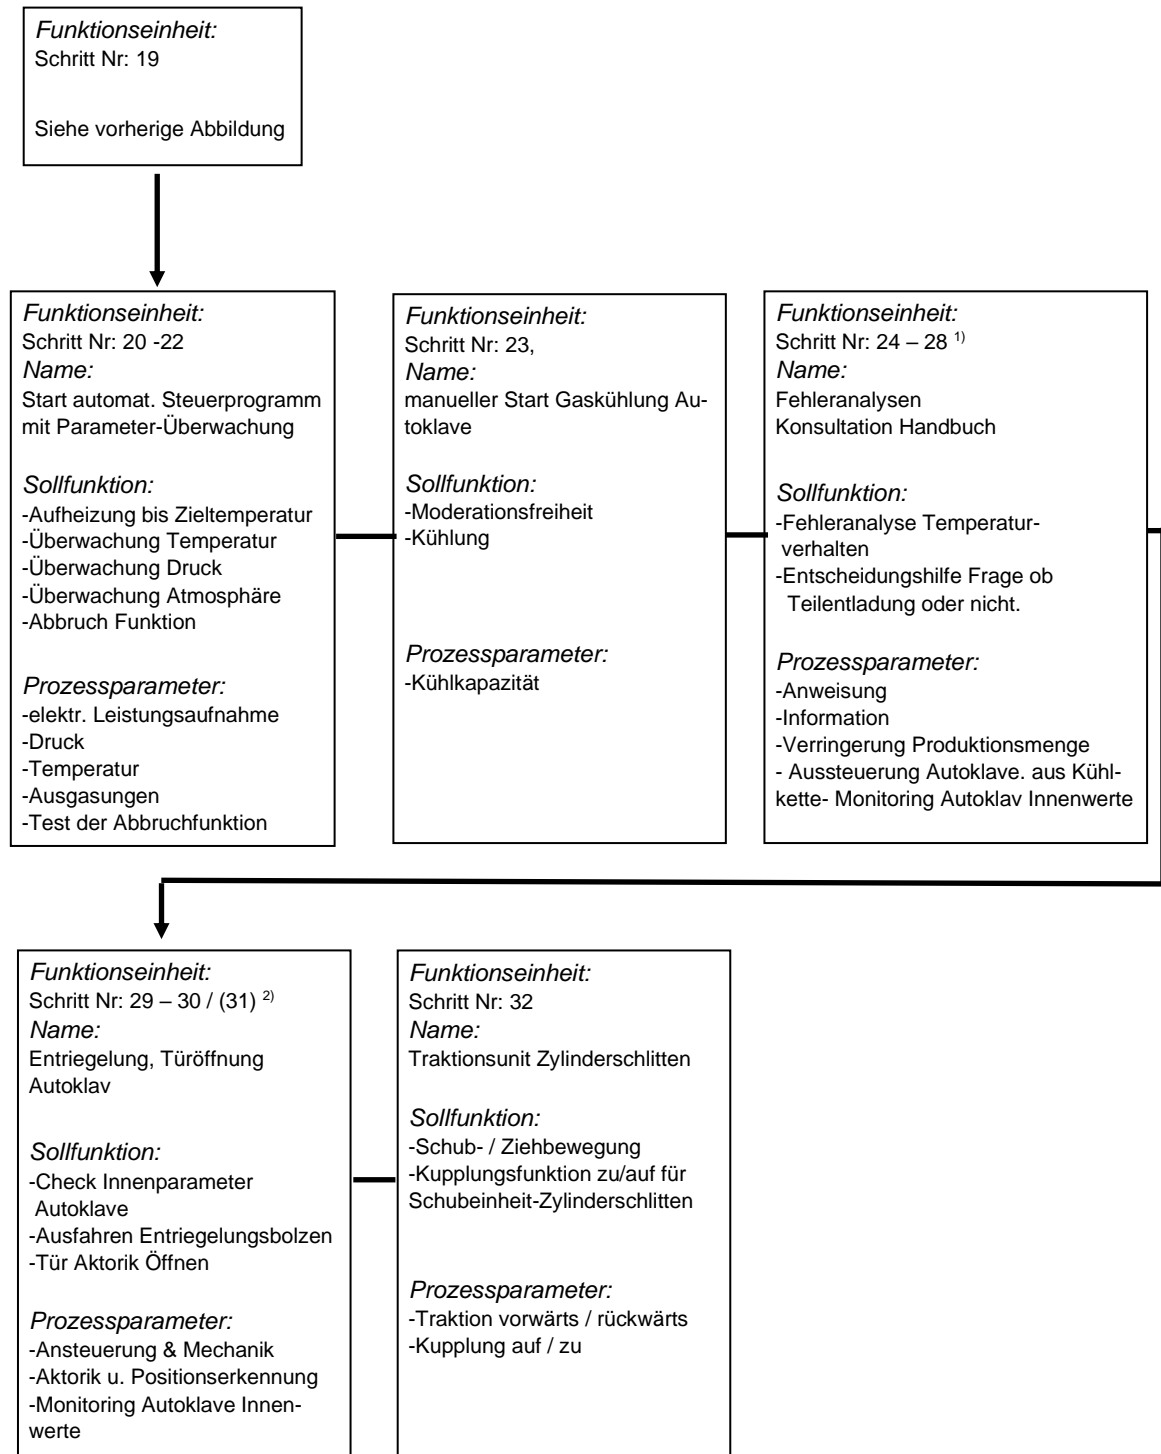 Funktionseinheit:
Schritt Nr: 19
Siehe vorherige Abbildung
Funktionseinheit:
Schritt Nr: 20 -22
Name:
Start automat. Steuerprogramm
mit Parameter-Überwachung
Sollfunktion:
-Aufheizung bis Zieltemperatur
-Überwachung Temperatur
-Überwachung Druck
-Überwachung Atmosphäre
-Abbruch Funktion
Prozessparameter:
-elektr. Leistungsaufnahme
-Druck
-Temperatur
-Ausgasungen
-Test der Abbruchfunktion
Funktionseinheit:
Schritt Nr: 23,
Name:
manueller Start Gaskühlung Au-
toklave
Sollfunktion:
-Moderationsfreiheit
-Kühlung
Prozessparameter:
-Kühlkapazität
Funktionseinheit:
Schritt Nr: 24 – 28 1)
Name:
Fehleranalysen
Konsultation Handbuch
Sollfunktion:
-Fehleranalyse Temperatur-
verhalten
-Entscheidungshilfe Frage ob
Teilentladung oder nicht.
Prozessparameter:
-Anweisung
-Information
-Verringerung Produktionsmenge
- Aussteuerung Autoklave. aus Kühl-
kette- Monitoring Autoklav Innenwerte
Funktionseinheit:
Schritt Nr: 29 – 30 / (31) 2)
Name:
Entriegelung, Türöffnung
Autoklav
Sollfunktion:
-Check Innenparameter
Autoklave
-Ausfahren Entriegelungsbolzen
-Tür Aktorik Öffnen
Prozessparameter:
-Ansteuerung & Mechanik
-Aktorik u. Positionserkennung
-Monitoring Autoklave Innen-
werte
Funktionseinheit:
Schritt Nr: 32
Name:
Traktionsunit Zylinderschlitten
Sollfunktion:
-Schub- / Ziehbewegung
-Kupplungsfunktion zu/auf für
Schubeinheit-Zylinderschlitten
Prozessparameter:
-Traktion vorwärts / rückwärts
-Kupplung auf / zu